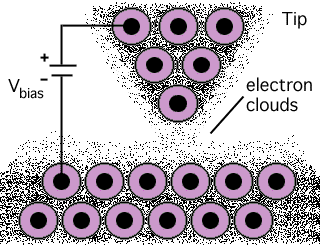 Tip
+
V bias
-
electron
clouds